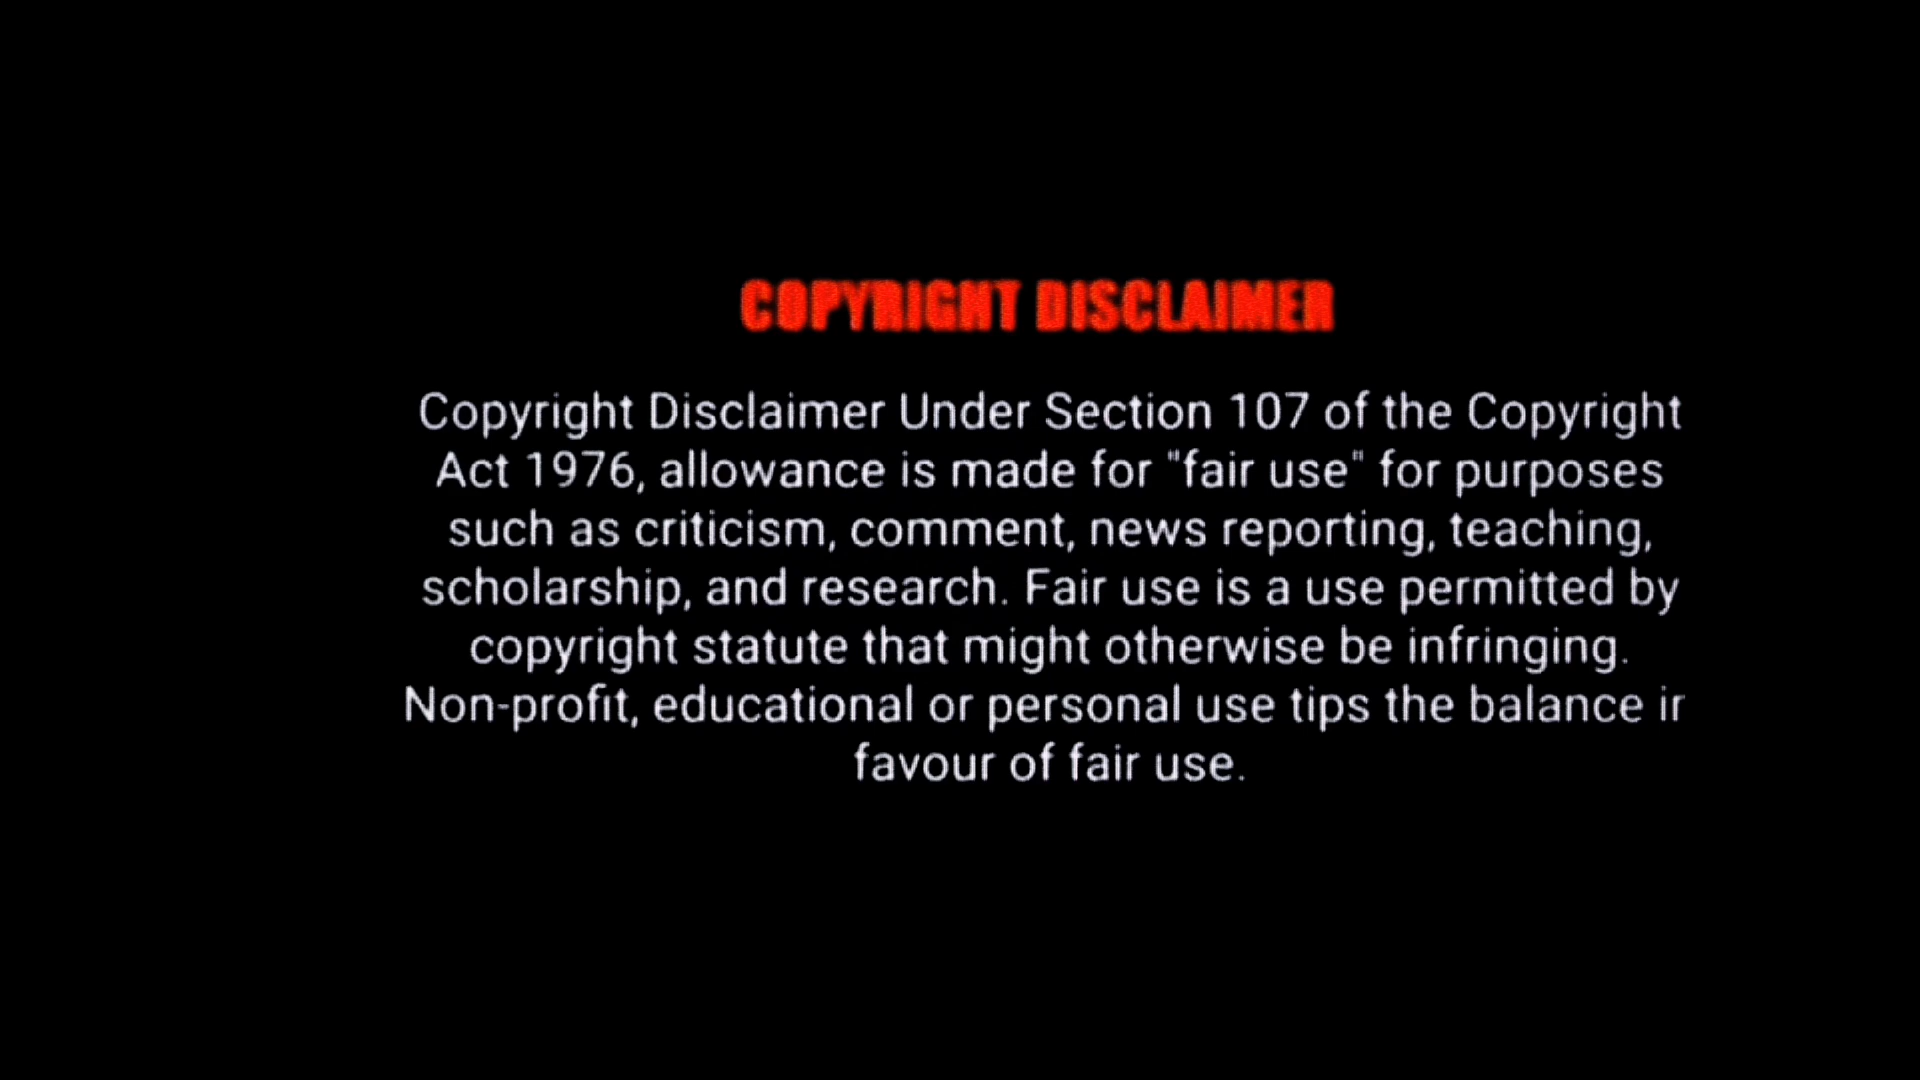 COPYRIGHT DISCLAIMER
Copyright Disclaimer Under Section 107 of the Copyright
Act 1976, allowance is made for "fair use" for purposes
such as criticism, comment, news reporting, teaching,
scholarship, and research. Fair use is a use permitted by
copyright statute that might otherwise be infringing.
Non-profit, educational or personal use tips the balance
favour of fair use.